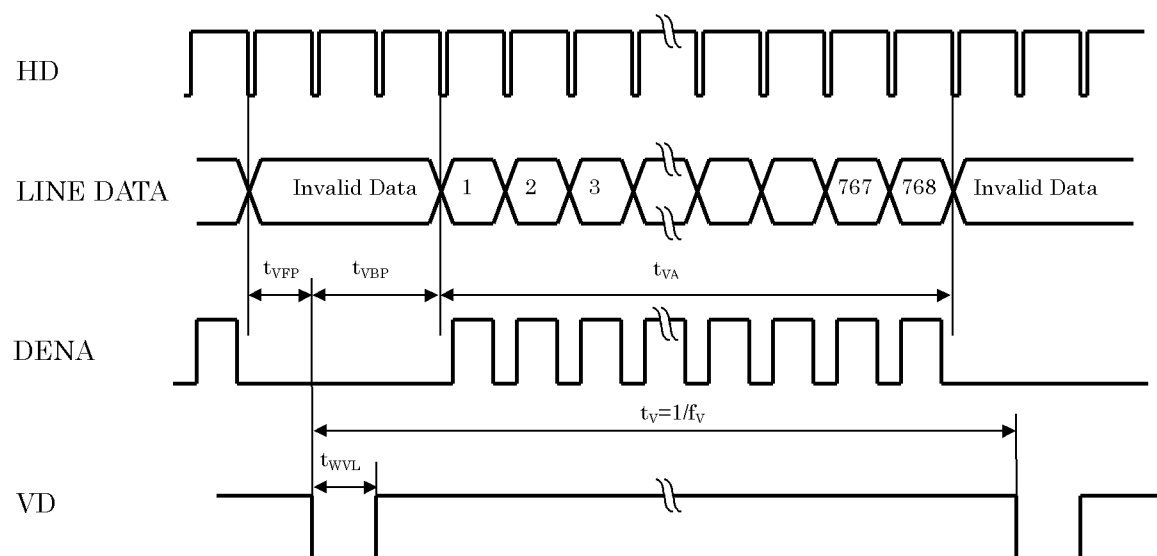 HD
LINE DATA
Invalid Data 1 2 3 767 768 Invalid Data
tVFP tVBP tVA
DENA
tV=1/fV
tWVL
VD